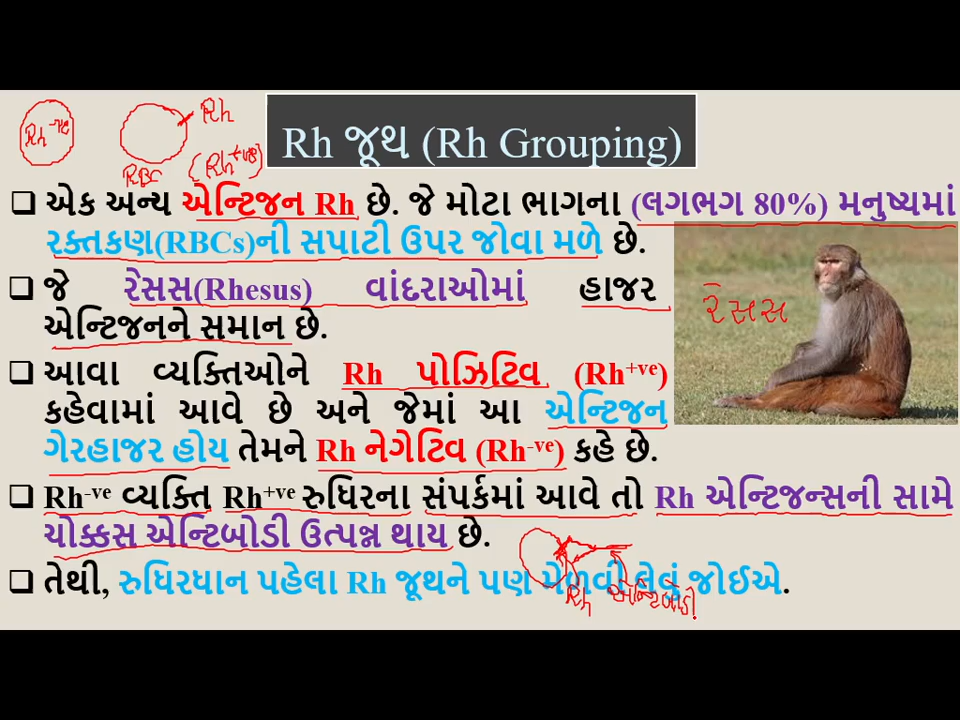 Rh⁻ᵛᵉ
Rh
RBC
(Rh⁺ᵛᵉ)
Rh જૂથ (Rh Grouping)
❑ એક અન્ય એન્ટિજન Rh છે. જે મોટા ભાગના (લગભગ 80%) મનુષ્યમાં
રક્તકણ(RBCs)ની સપાટી ઉપર જોવા મળે છે.
❑ જે રેસસ(Rhesus) વાંદરાઓમાં હાજર
એન્ટિજનને સમાન છે.
રેસસ
❑ આવા વ્યક્તિઓને Rh પોઝિટિવ (Rh⁺ᵛᵉ)
કહેવામાં આવે છે અને જેમાં આ એન્ટિજન
ગેરહાજર હોય તેમને Rh નેગેટિવ (Rh⁻ᵛᵉ) કહે છે.
❑ Rh⁻ᵛᵉ વ્યક્તિ Rh⁺ᵛᵉ રુધિરના સંપર્કમાં આવે તો Rh એન્ટિજન્સની સામે
ચોક્કસ એન્ટિબોડી ઉત્પન્ન થાય છે.
❑ તેથી, રુધિરધાન પહેલા Rh જૂથને પણ મેળવી લેવું જોઈએ.
Rh એન્ટિબોડી